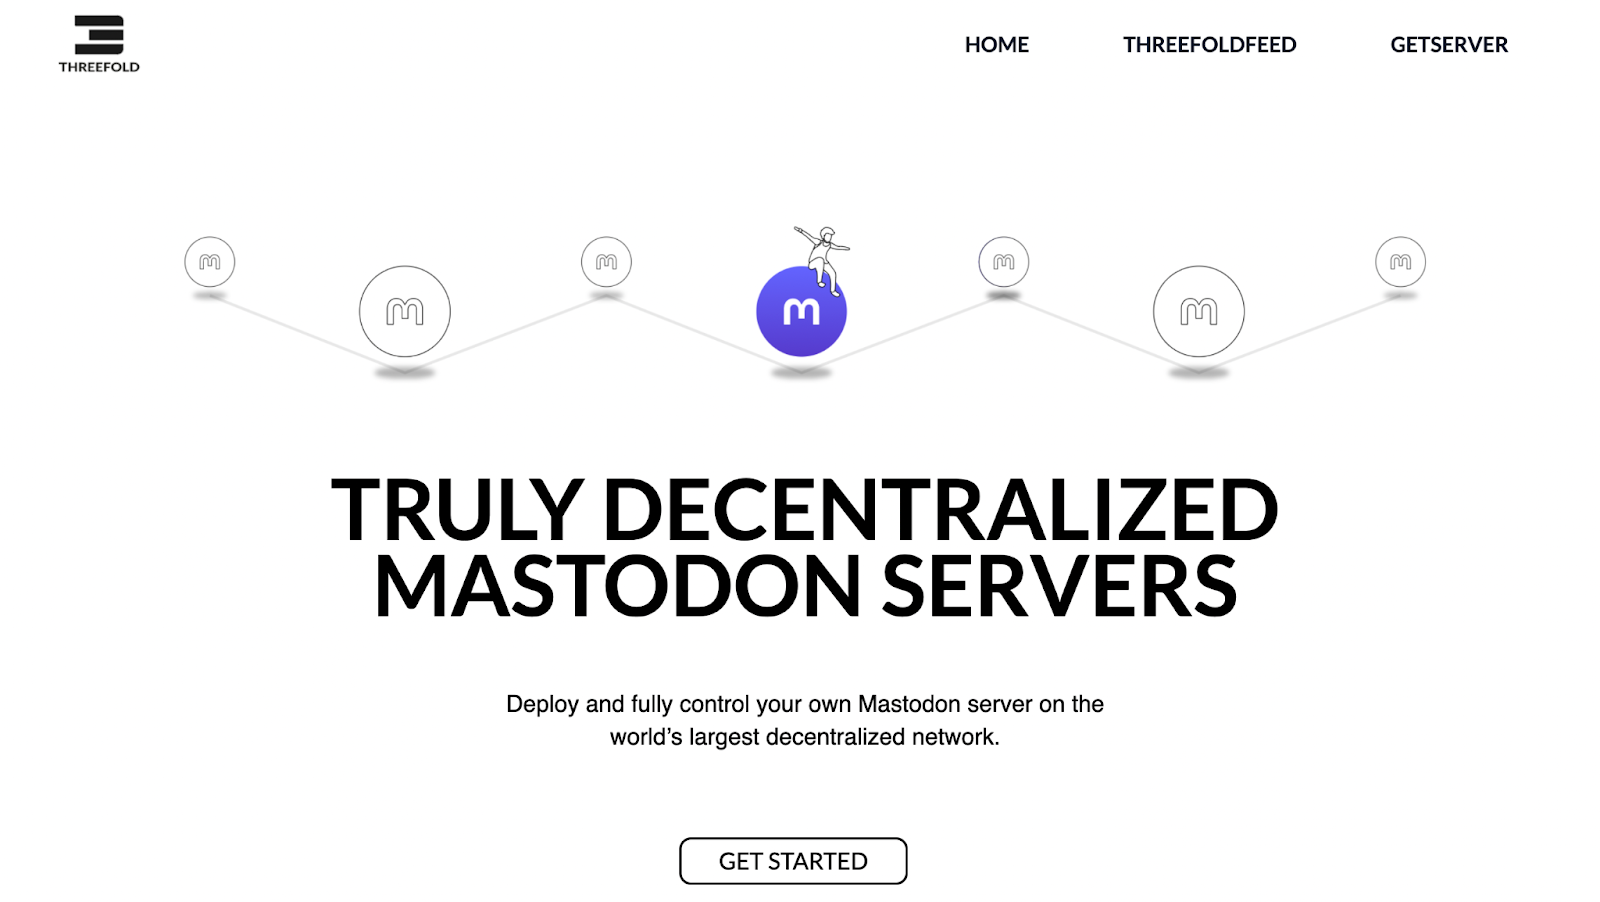 THREEFOLD
HOME THREEFOLDFEED GETSERVER
m m m m m m m
TRULY DECENTRALIZED
MASTODON SERVERS
Deploy and fully control your own Mastodon server on the
world’s largest decentralized network.
GET STARTED